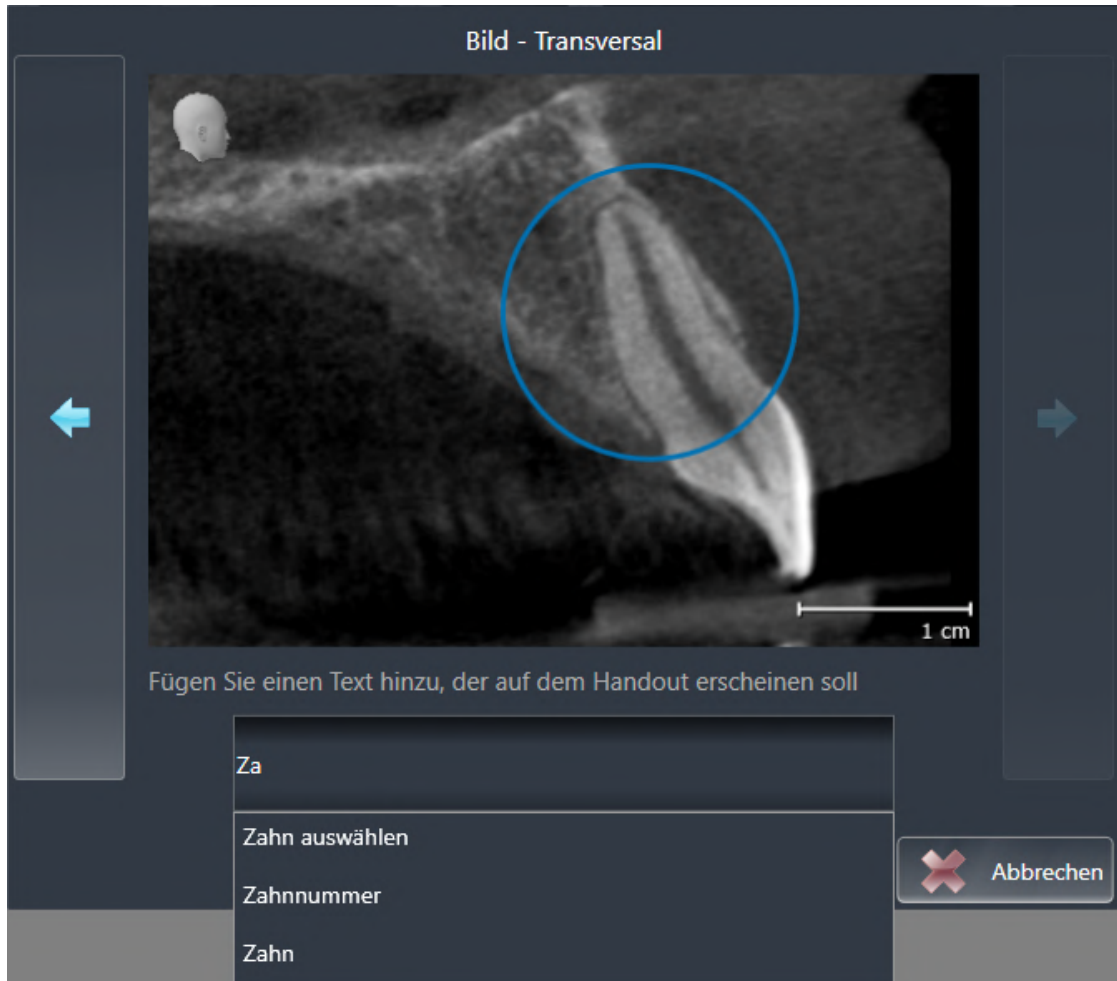 Bild - Transversal
1 cm
Fügen Sie einen Text hinzu, der auf dem Handout erscheinen soll
Za
Zahn auswählen
Zahnnummer
Zahn
Abbrechen